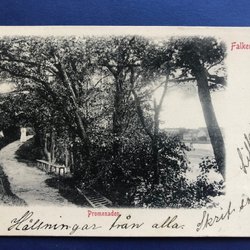 Falken
Promenaden
Hälsningar från alla. Skrif